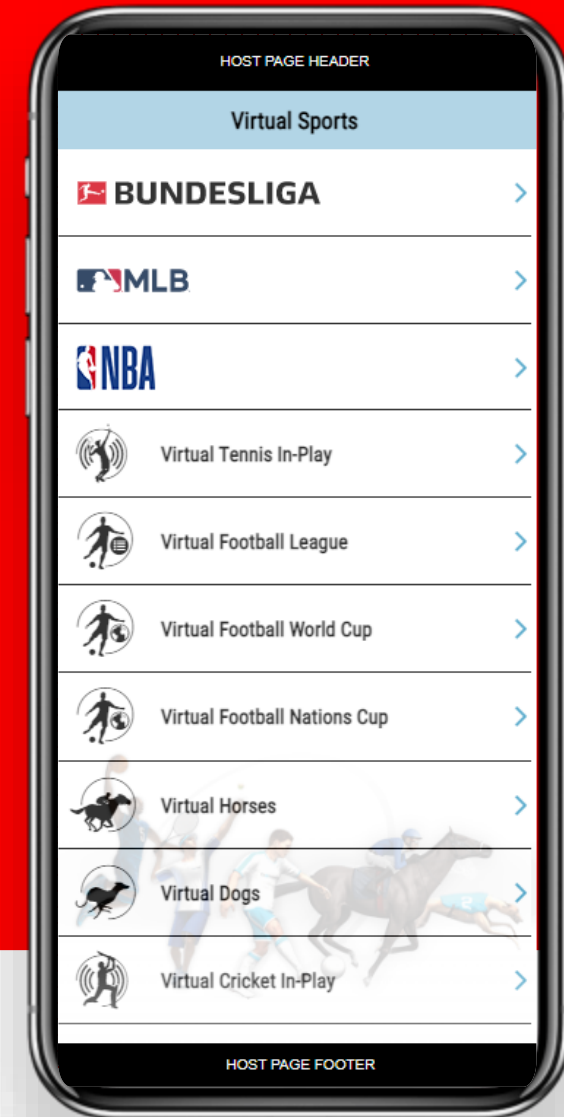 HOST PAGE HEADER
Virtual Sports
BUNDESLIGA
MLB
NBA
Virtual Tennis In-Play
Virtual Football League
Virtual Football World Cup
Virtual Football Nations Cup
Virtual Horses
Virtual Dogs
Virtual Cricket In-Play
HOST PAGE FOOTER